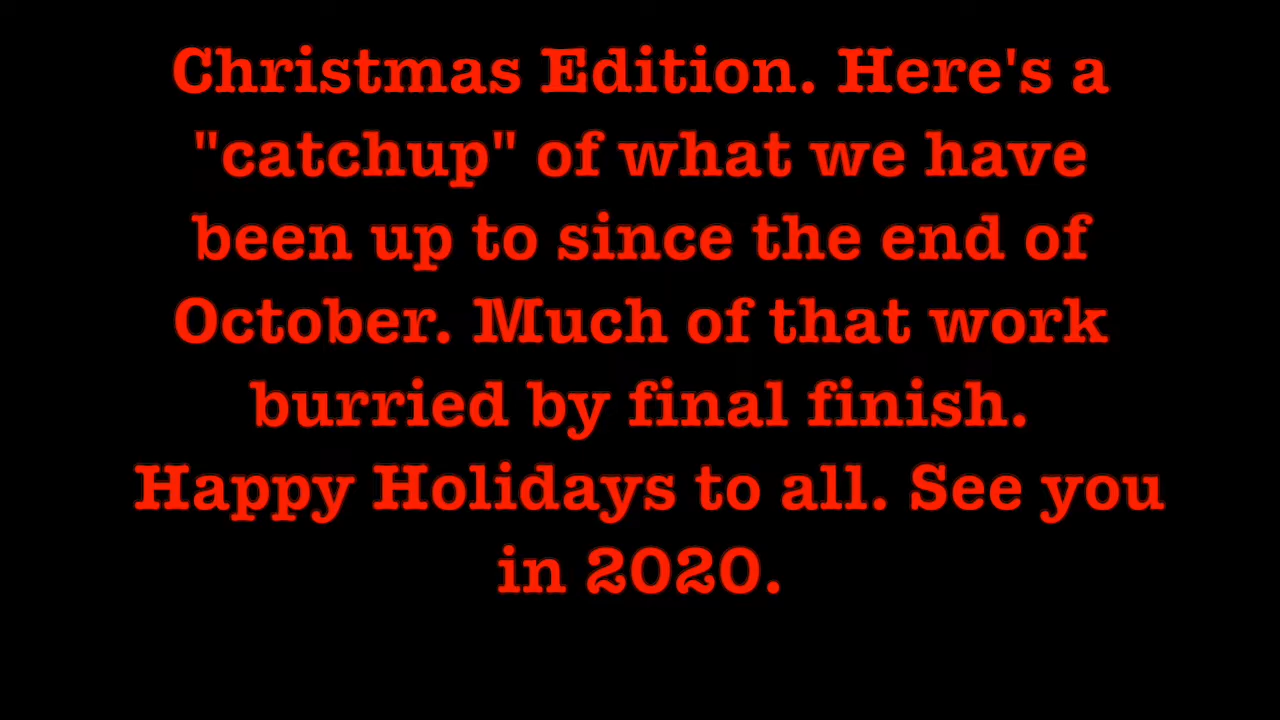 Christmas Edition. Here's a
"catchup" of what we have
been up to since the end of
October. Much of that work
burried by final finish.
Happy Holidays to all. See you
in 2020.